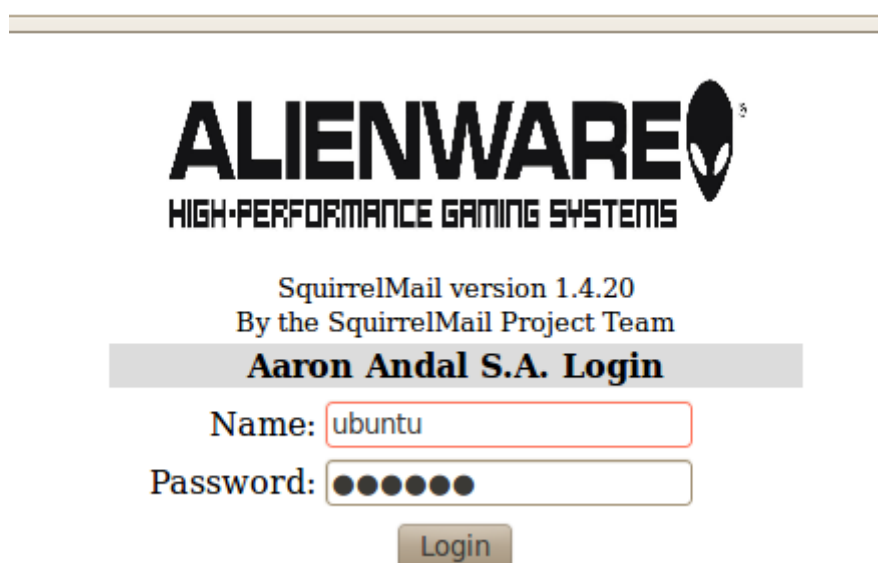 ALIENWARE
HIGH-PERFORMANCE GAMING SYSTEMS
SquirrelMail version 1.4.20
By the SquirrelMail Project Team
Aaron Andal S.A. Login
Name: ubuntu
Password: ●●●●●●
Login